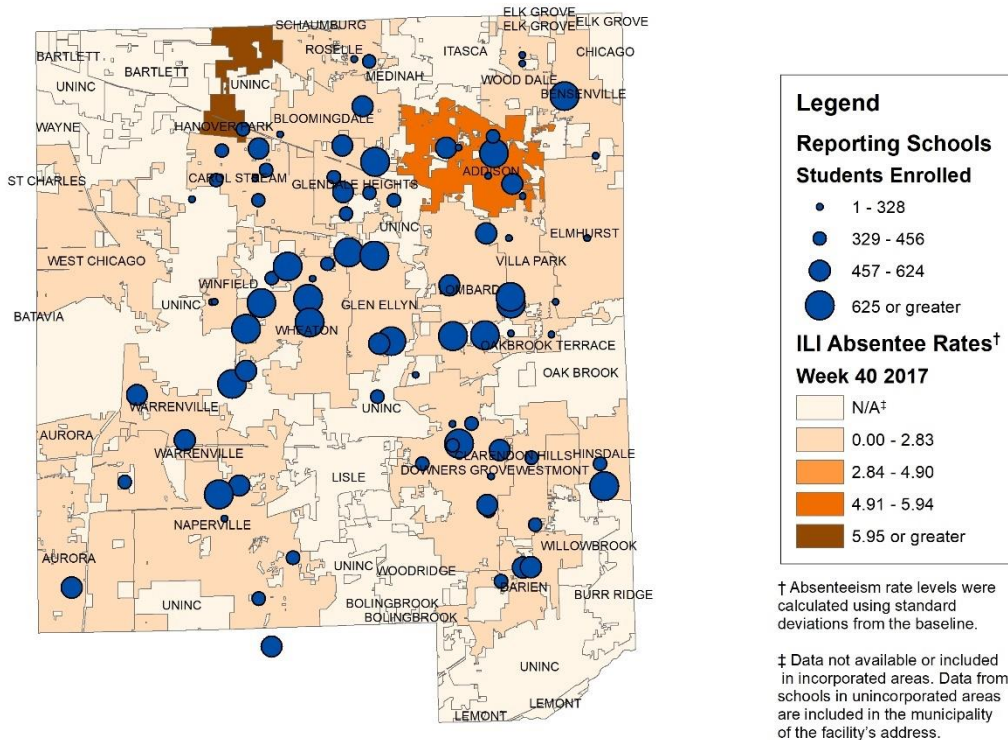 ELK GROVE
ELK GROVE
ELK GROVE
SCHAUMBURG
ROSELLE
ITASCA
CHICAGO
BARTLETT
BARTLETT
MEDINAH
UNINC
UNINC
WOOD DALE
BENSENVILLE
WAYNE
HANOVER PARK
BLOOMINGDALE
ADDISON
ST CHARLES
CAROL STREAM
GLENDALE HEIGHTS
UNINC
ELMHURST
WEST CHICAGO
VILLA PARK
WINFIELD
UNINC
GLEN ELLYN
LOMBARD
BATAVIA
WHEATON
OAKBROOK TERRACE
OAK BROOK
WARRENVILLE
UNINC
AURORA
WARRENVILLE
CLARENDON HILLS
HINSDALE
DOWNERS GROVE
WESTMONT
LISLE
NAPERVILLE
WILLOWBROOK
AURORA
UNINC
WOODRIDGE
DARIEN
BURR RIDGE
UNINC
BOLINGBROOK
BOLINGBROOK
UNINC
LEMONT
LEMONT
Legend
Reporting Schools
Students Enrolled
1 - 328
329 - 456
457 - 624
625 or greater
ILI Absentee Rates†
Week 40 2017
N/A‡
0.00 - 2.83
2.84 - 4.90
4.91 - 5.94
5.95 or greater
† Absenteeism rate levels were
calculated using standard
deviations from the baseline.
‡ Data not available or included
in incorporated areas. Data from
schools in unincorporated areas
are included in the municipality
of the facility's address.